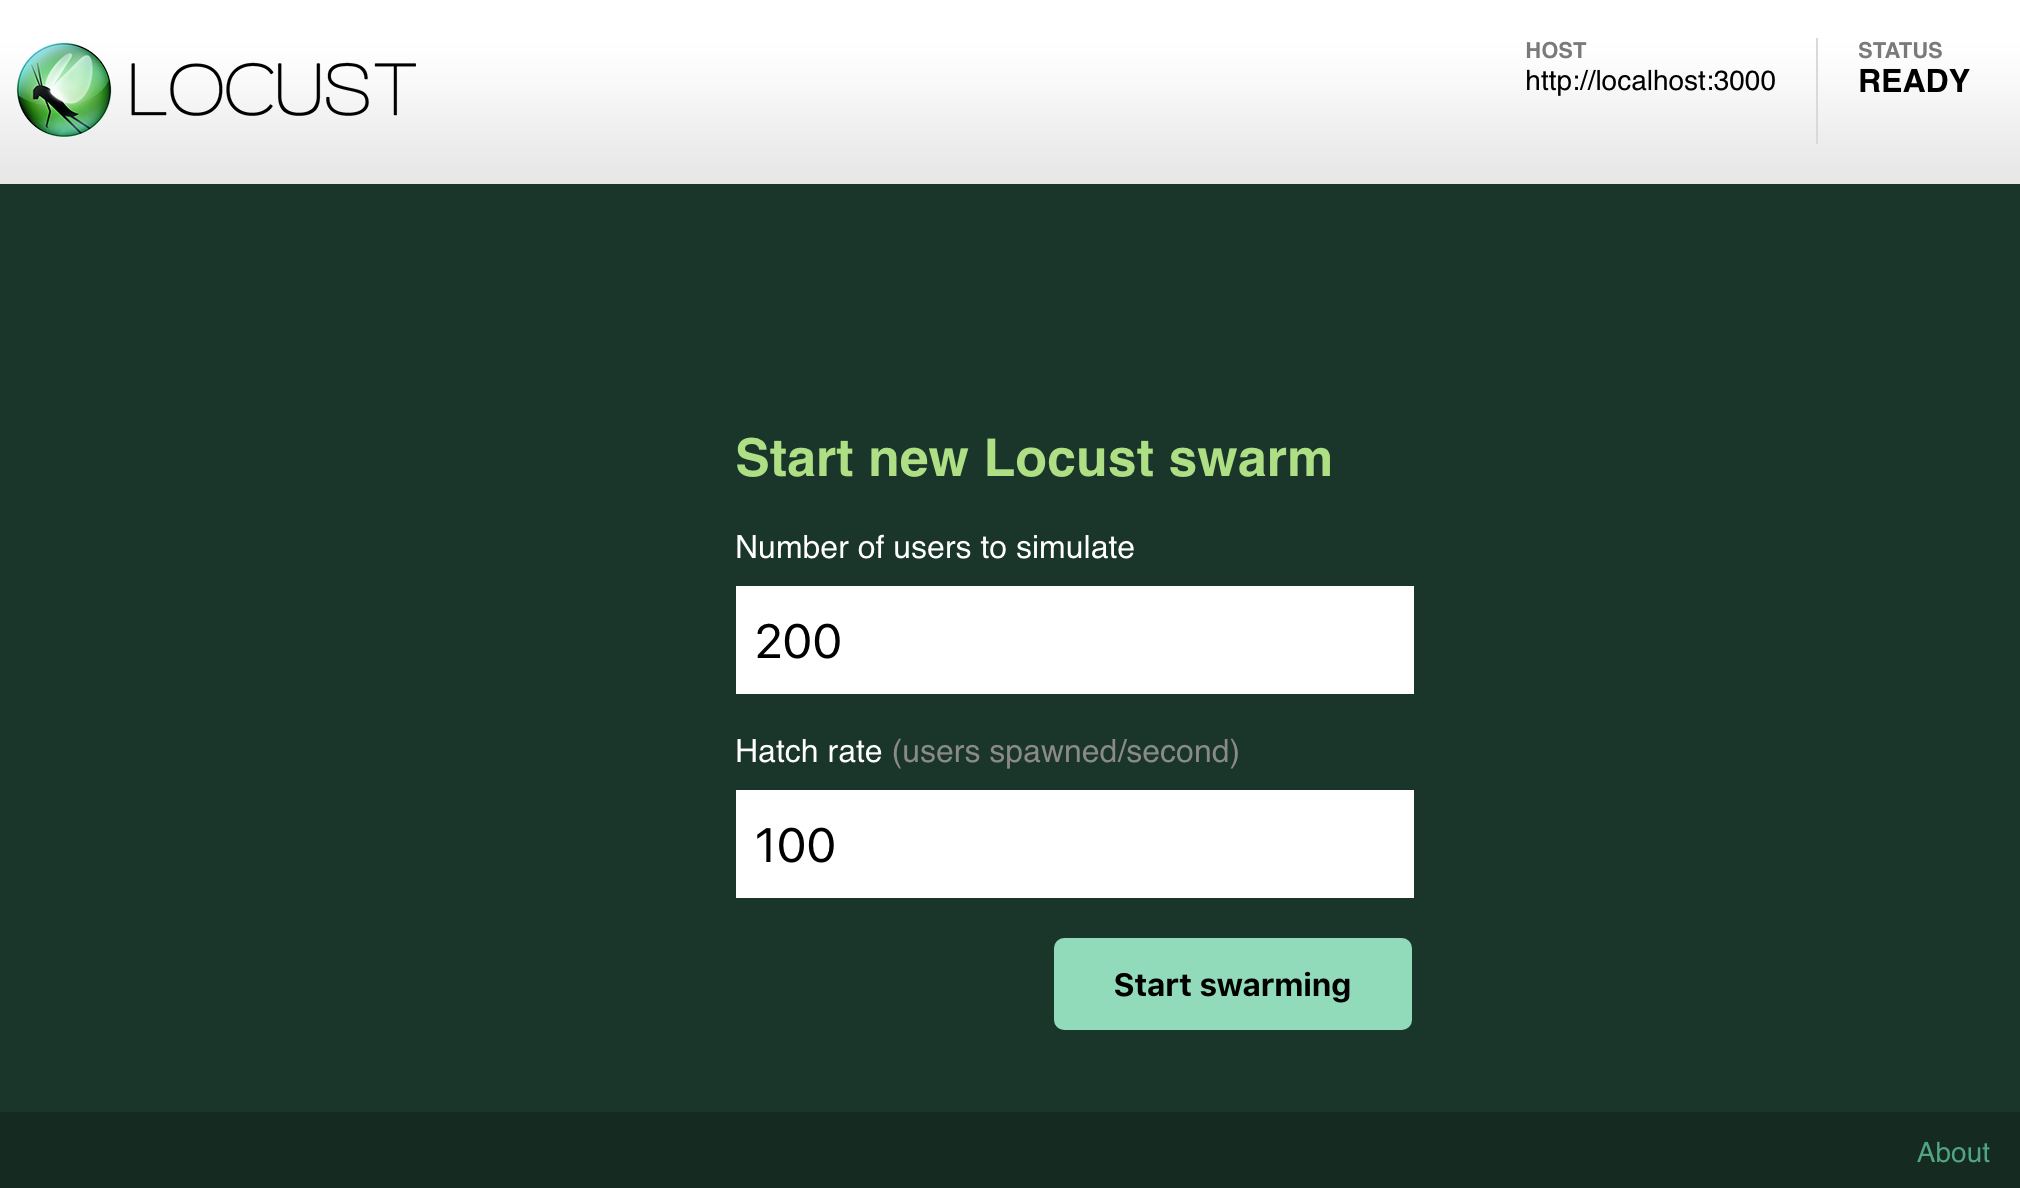 LOCUST
HOST
http://localhost:3000
STATUS
READY
Start new Locust swarm
Number of users to simulate
200
Hatch rate (users spawned/second)
100
Start swarming
About